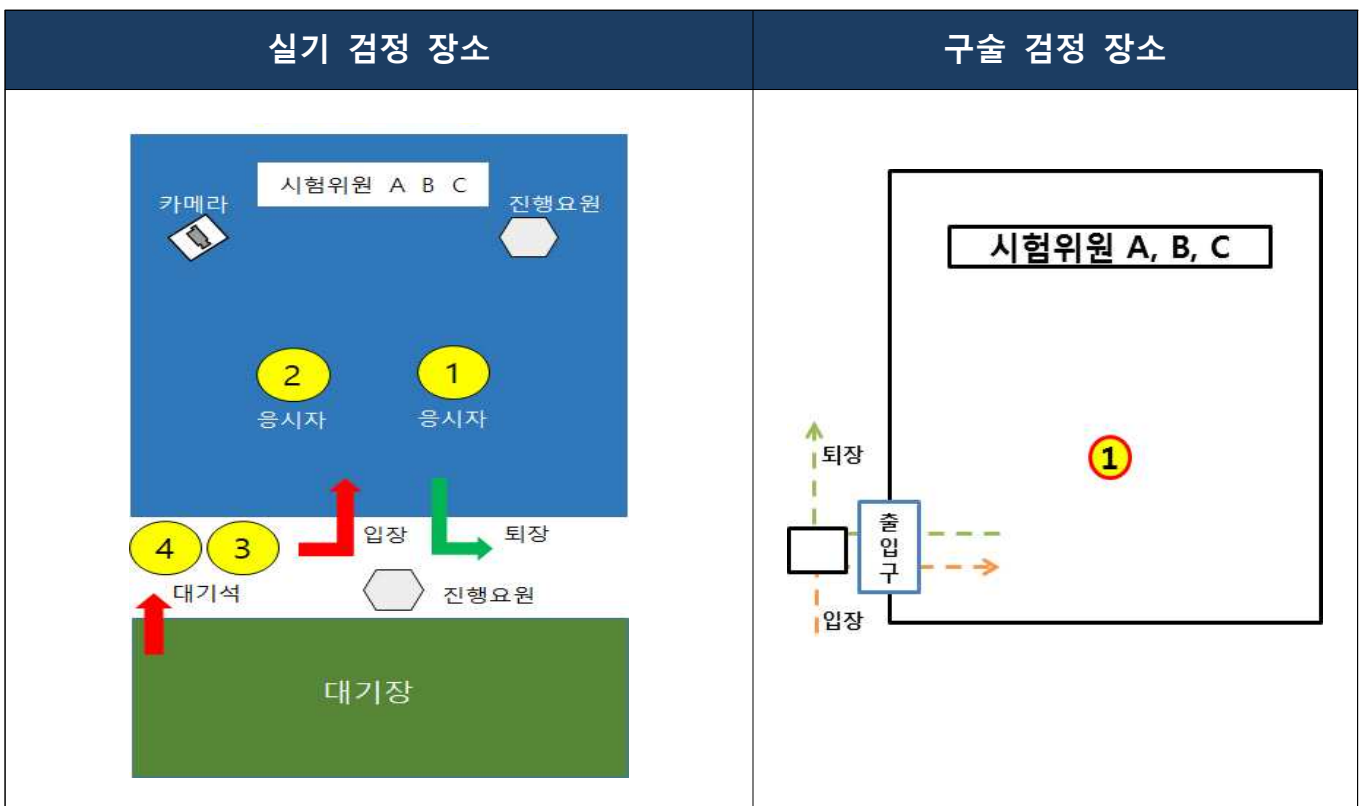 실기 검정 장소
구술 검정 장소
시험위원 A B C
카메라
진행요원
2
1
응시자
응시자
입장
퇴장
4
3
대기석
진행요원
대기장
시험위원 A, B, C
1
퇴장
출입구
입장